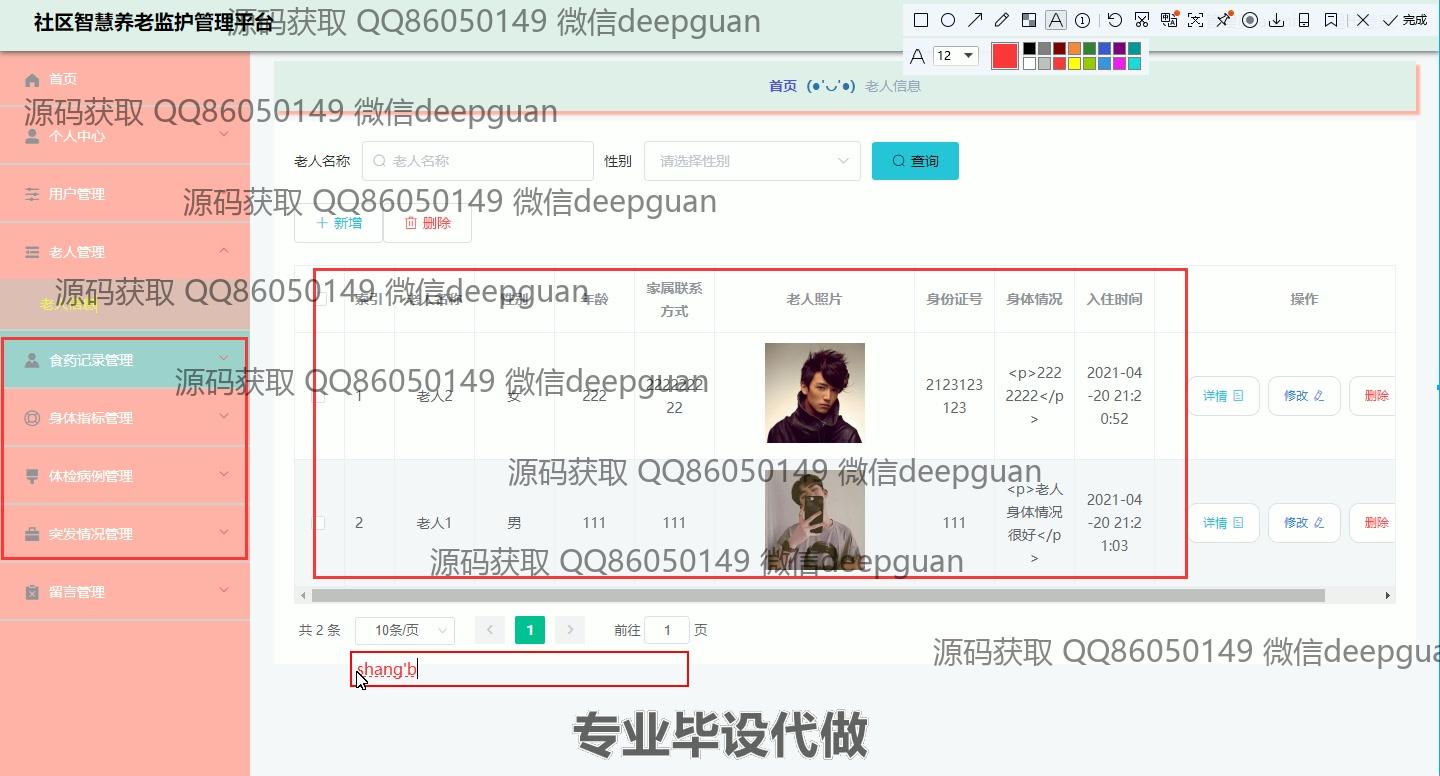 社区智慧养老监护管理平台
源码获取 QQ86050149 微信deepguan
12
完成
首页
首页 (●'◡'●) 老人信息
源码获取 QQ86050149 微信deepguan
个人中心
老人名称
老人名称
性别
请选择性别
查询
用户管理
源码获取 QQ86050149 微信deepguan
新增
删除
老人管理
源码获取 QQ86050149 微信deepguan
老人信息
索引 老人名称 性别 年龄 家属联系方式 老人照片 身份证号 身体情况 入住时间 操作
食药记录管理
源码获取 QQ86050149 微信deepguan
1 老人2 女 222 222222222 2123123123 <p>2222222</p> 2021-04-20 21:20:52 详情 修改 删除
身体指标管理
体检病例管理
源码获取 QQ86050149 微信deepguan
2 老人1 男 111 111 111 <p>老人身体情况很好</p> 2021-04-20 21:21:03 详情 修改 删除
突发情况管理
源码获取 QQ86050149 微信deepguan
留言管理
共 2 条 10条/页 1 前往 1 页
源码获取 QQ86050149 微信deepgua
shang'b
专业毕设代做